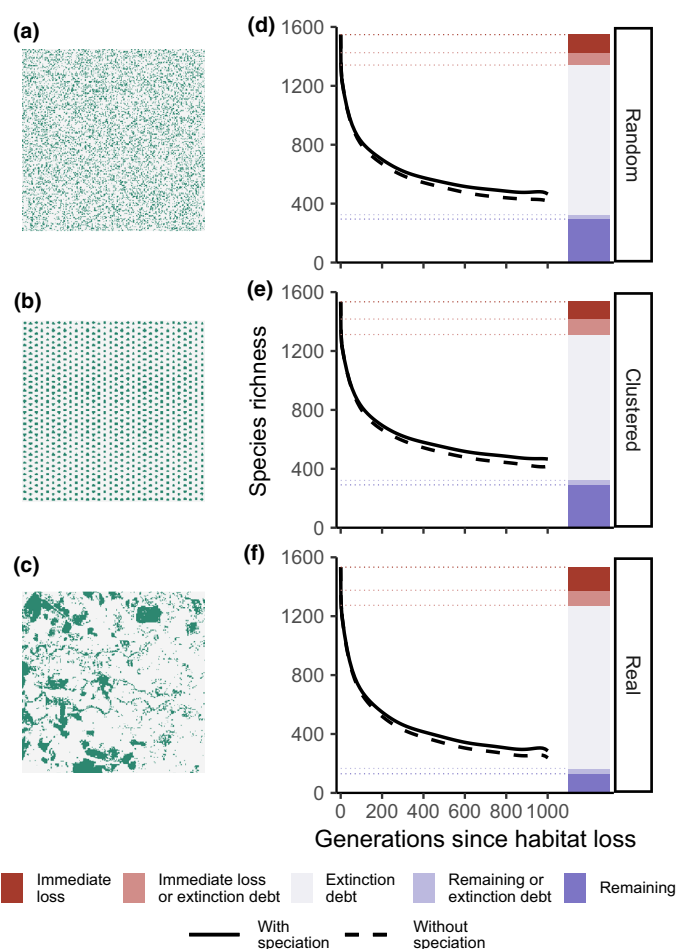 (a)
(d)
1600
1200
800
400
0
Random
(b)
(e)
1600
1200
800
400
0
Clustered
Species richness
(c)
(f)
1600
1200
800
400
0
Real
0 200 400 600 800 1000
Generations since habitat loss
Immediate
loss
Immediate loss
or extinction debt
Extinction
debt
Remaining or
extinction debt
Remaining
With
speciation
Without
speciation